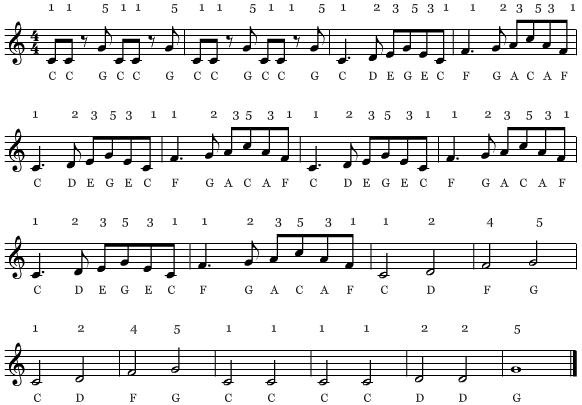 1 1 5 1 1 5 1 1 5 1 1 5 1 2 3 5 3 1 1 2 3 5 3 1
4
4
C C G C C G C C G C C G C D E G E C F G A C A F
1 2 3 5 3 1 1 2 3 5 3 1 1 2 3 5 3 1 1 2 3 5 3 1
C D E G E C F G A C A F C D E G E C F G A C A F
1 2 3 5 3 1 1 2 3 5 3 1 1 2 4 5
C D E G E C F G A C A F C D F G
1 2 4 5 1 1 1 1 2 2 5
C D F G C C C C D D G